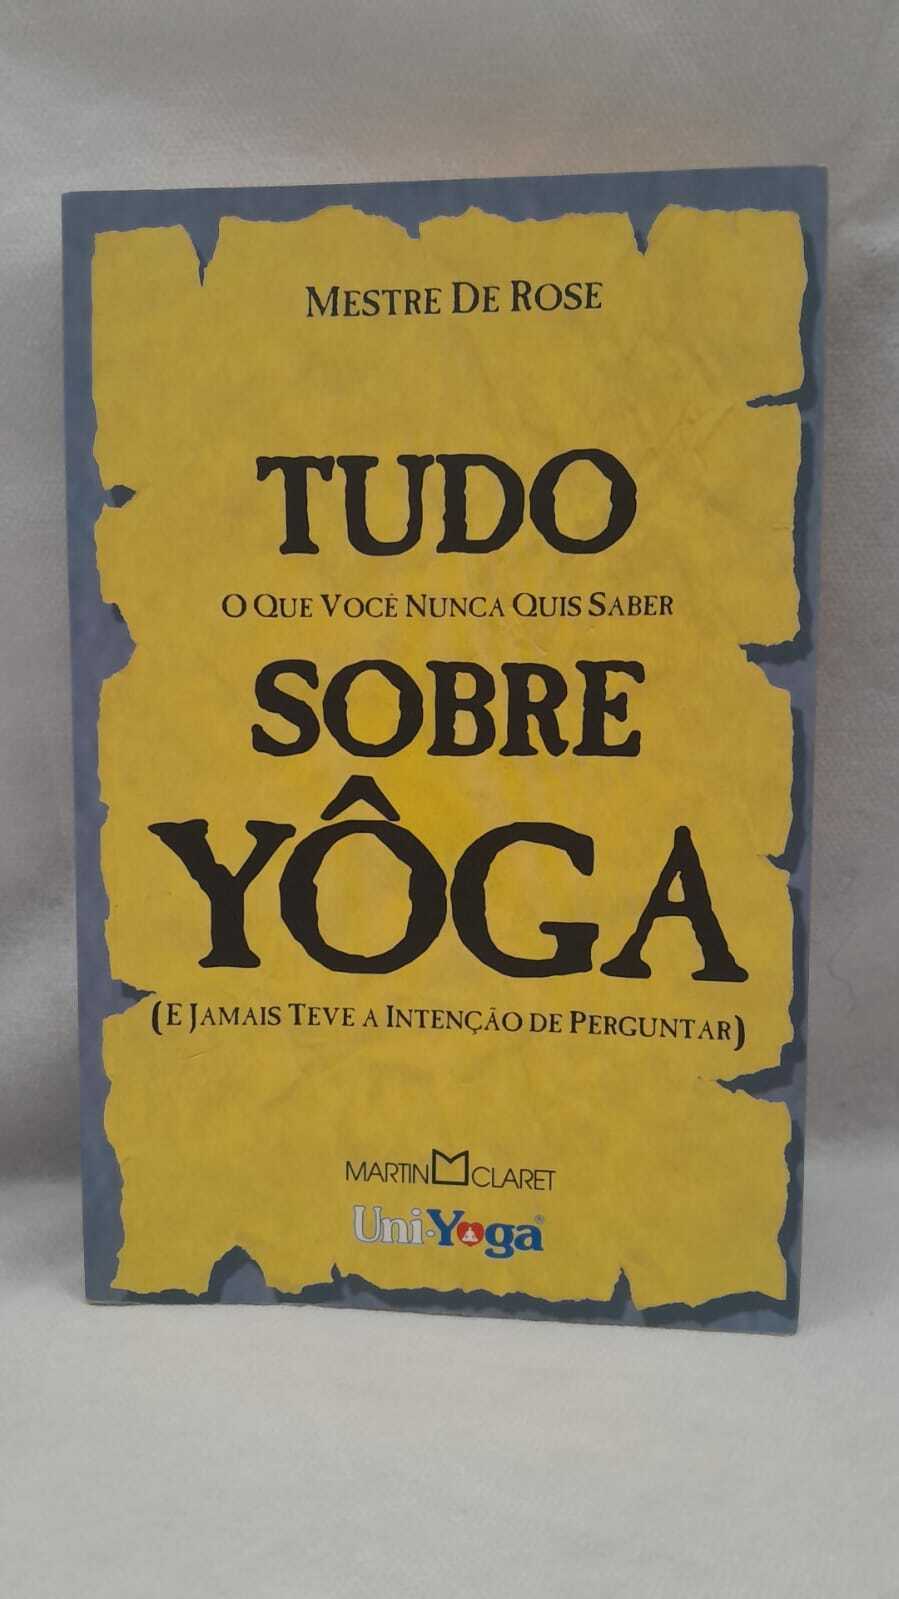 MESTRE DE ROSE
TUDO
O QUE VOCÊ NUNCA QUIS SABER
SOBRE
YÔGA
(E JAMAIS TEVE A INTENÇÃO DE PERGUNTAR)
MARTIN CLARET
Uni-Yoga®